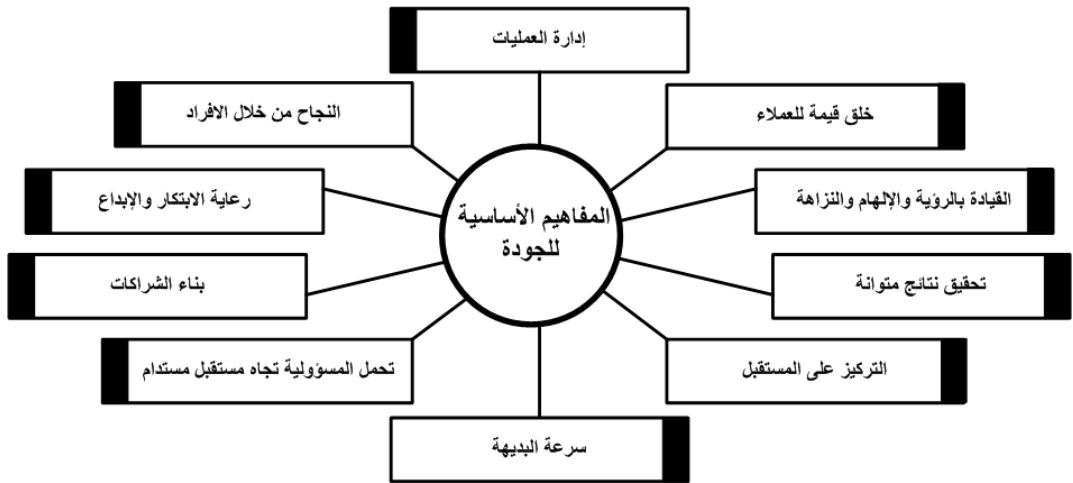 إدارة العمليات
النجاح من خلال الافراد
خلق قيمة للعملاء
رعاية الابتكار والإبداع
القيادة بالرؤية والإلهام والنزاهة
المفاهيم الأساسية
للجودة
بناء الشراكات
تحقيق نتائج متوانة
تحمل المسؤولية تجاه مستقبل مستدام
التركيز على المستقبل
سرعة البديهة